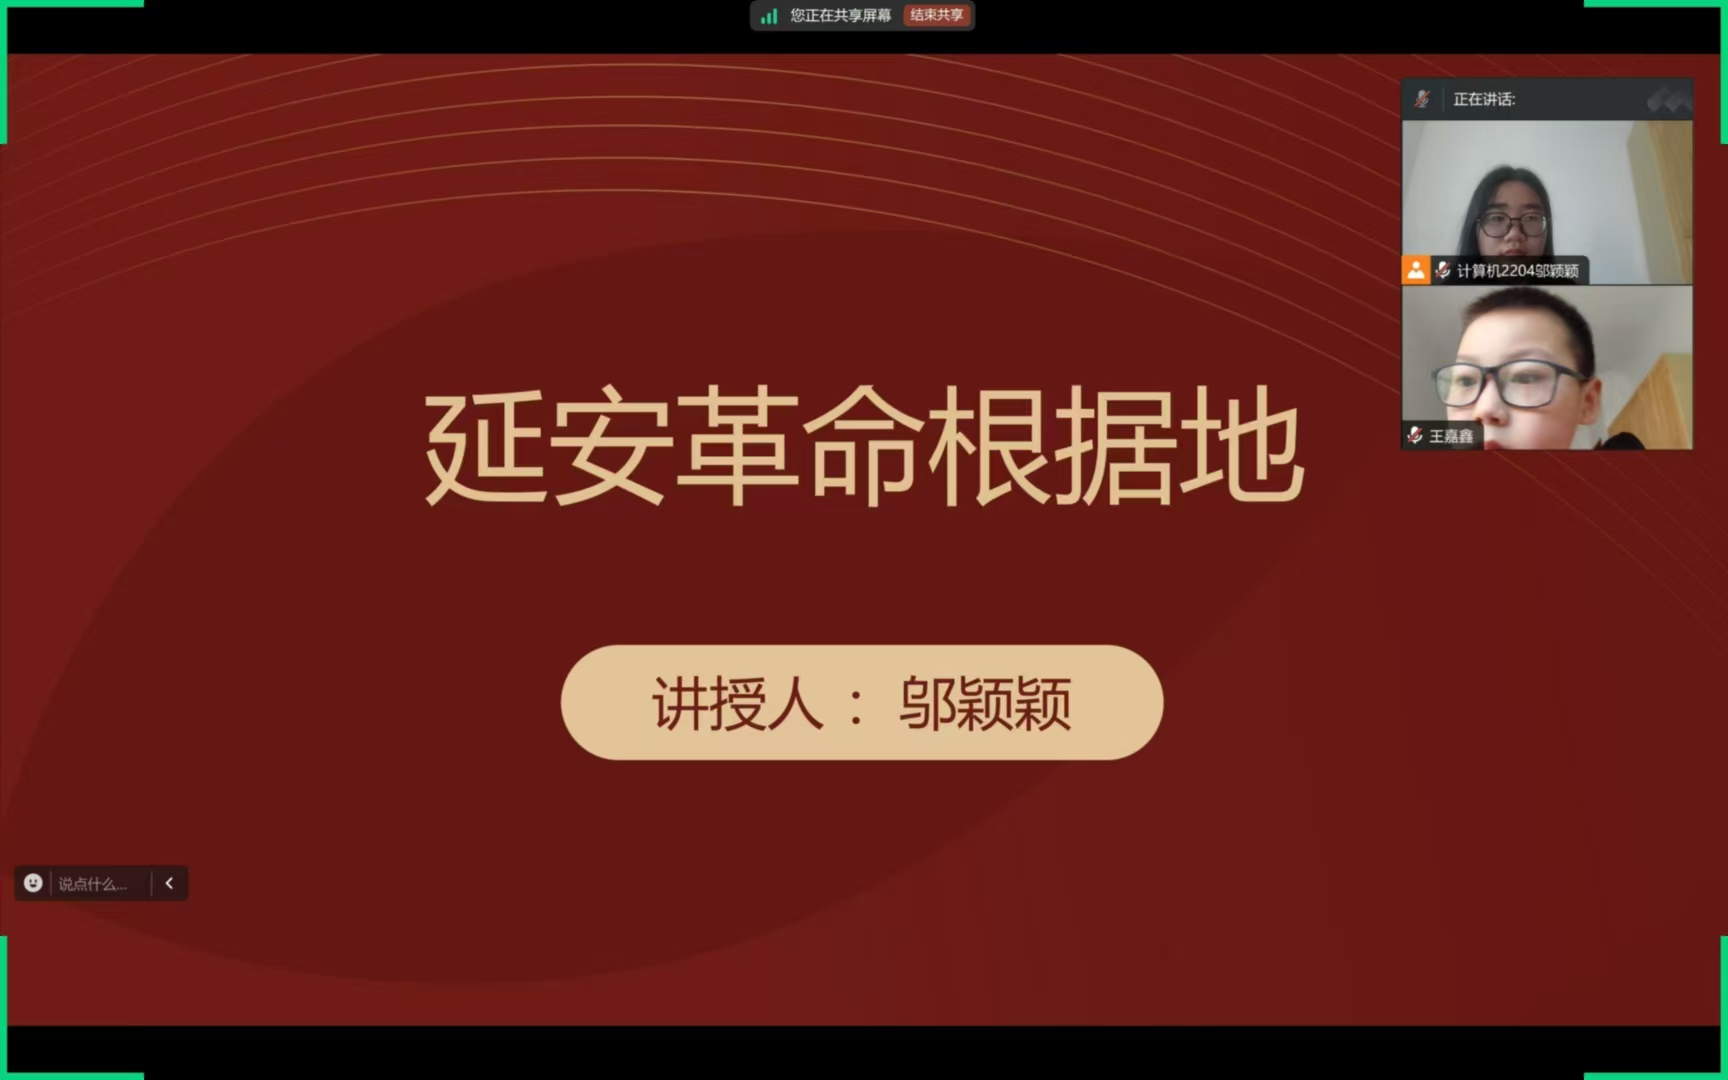 您正在共享屏幕 结束共享
正在讲话:
计算机2204邬颖颖
王嘉鑫
延安革命根据地
讲授人：邬颖颖
说点什么...